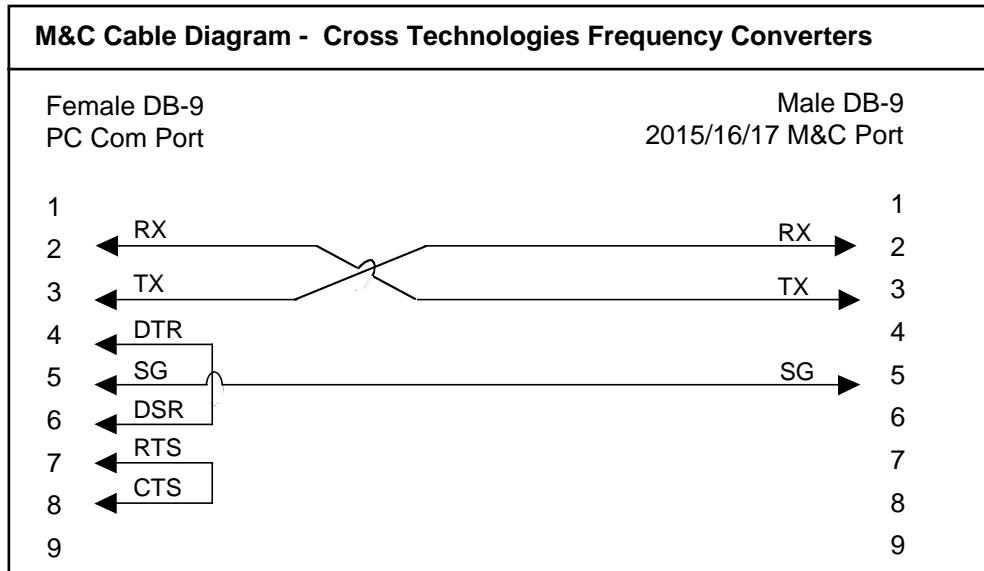 M&C Cable Diagram - Cross Technologies Frequency Converters
Female DB-9
PC Com Port
Male DB-9
2015/16/17 M&C Port
1 1
2 RX RX 2
3 TX TX 3
4 DTR 4
5 SG SG 5
6 DSR 6
7 RTS 7
8 CTS 8
9 9